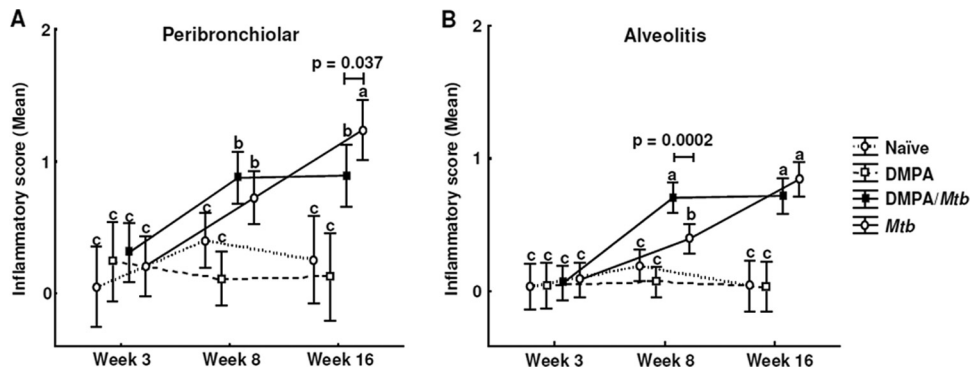 A
Peribronchiolar
Inflammatory score (Mean)
2
1
0
p = 0.037
a
b
b
b
c
c
c
c
c
c
c
c
Week 3
Week 8
Week 16
B
Alveolitis
Inflammatory score (Mean)
2
1
0
p = 0.0002
a
b
a
a
c
c
c
c
c
c
c
c
Week 3
Week 8
Week 16
Naïve
DMPA
DMPA/Mtb
Mtb